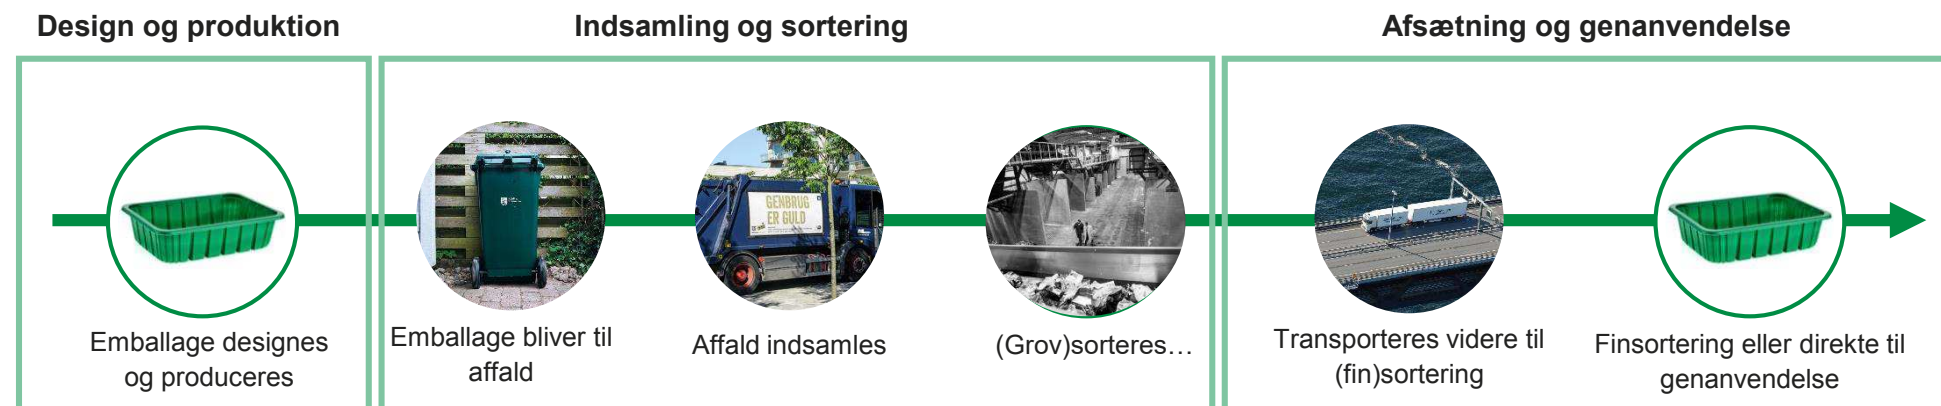 Design og produktion
Indsamling og sortering
Afsætning og genanvendelse
Emballage designes
og produceres
Emballage bliver til
affald
GENBRUG
ER GULD
Affald indsamles
(Grov)sorteres…
Transporteres videre til
(fin)sortering
Finsortering eller direkte til
genanvendelse